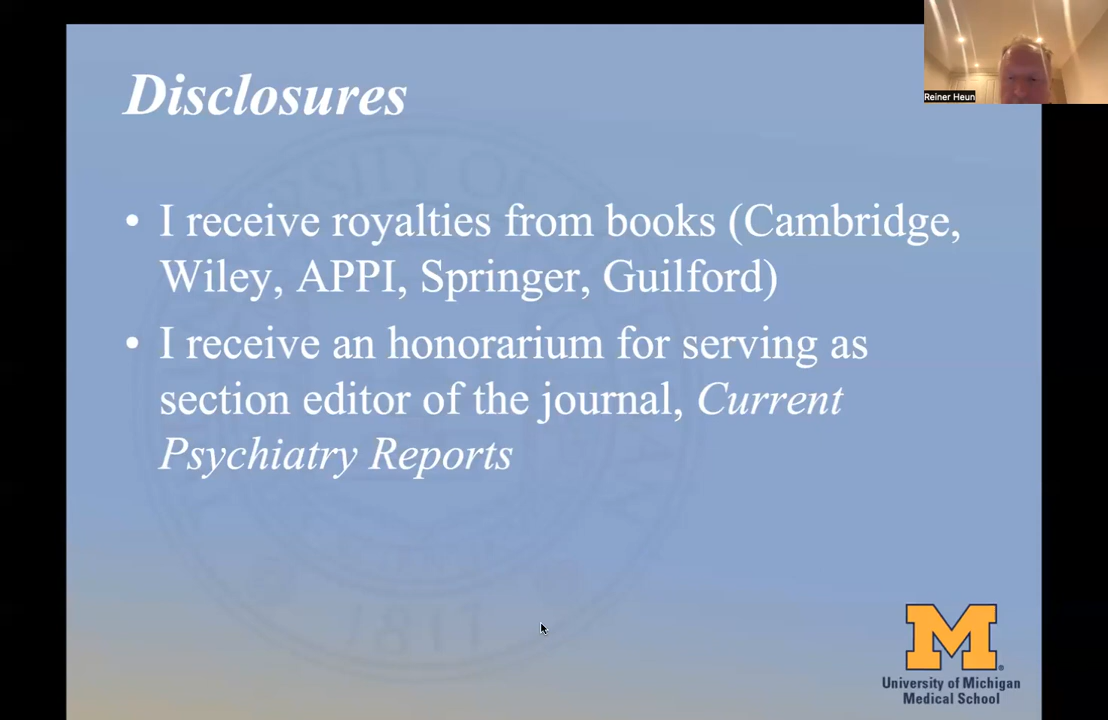 Disclosures
Reiner Heun
• I receive royalties from books (Cambridge,
Wiley, APPI, Springer, Guilford)
• I receive an honorarium for serving as
section editor of the journal, Current
Psychiatry Reports
1817
M
University of Michigan
Medical School